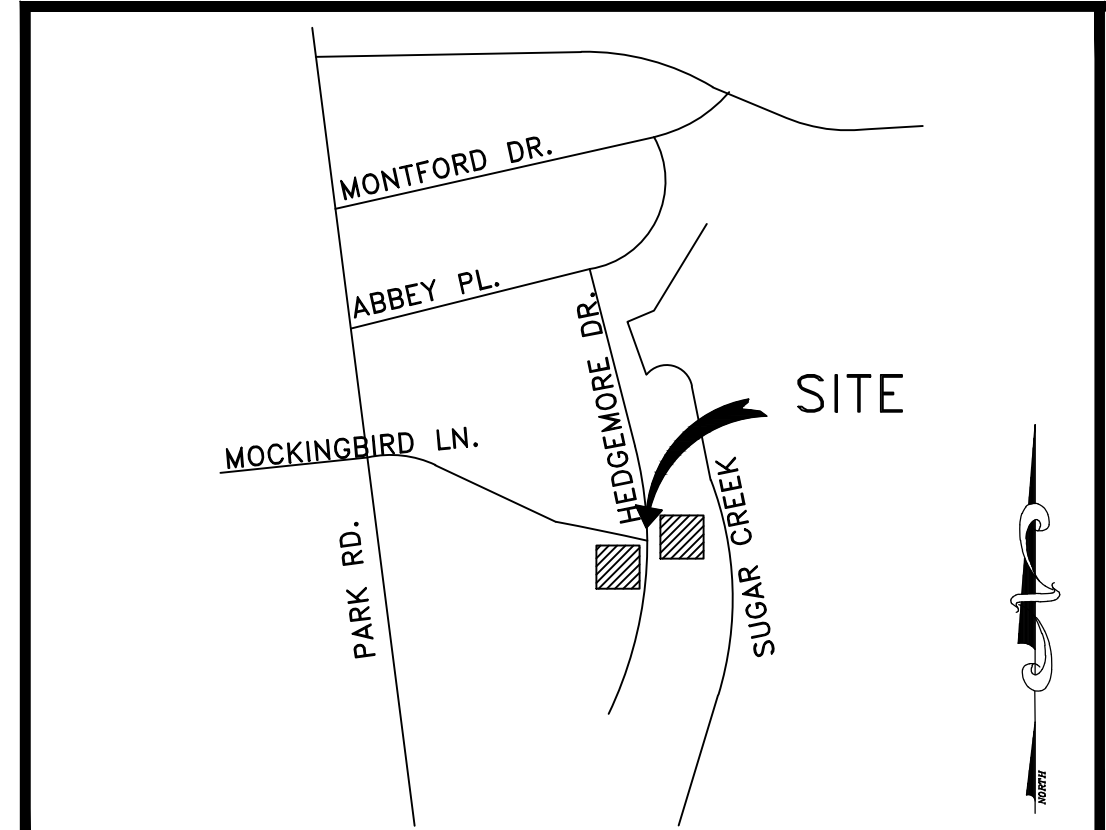 MONTFORD DR.
ABBEY PL.
HEDGEMORE DR.
SITE
MOCKINGBIRD LN.
SUGAR CREEK
PARK RD.
NORTH